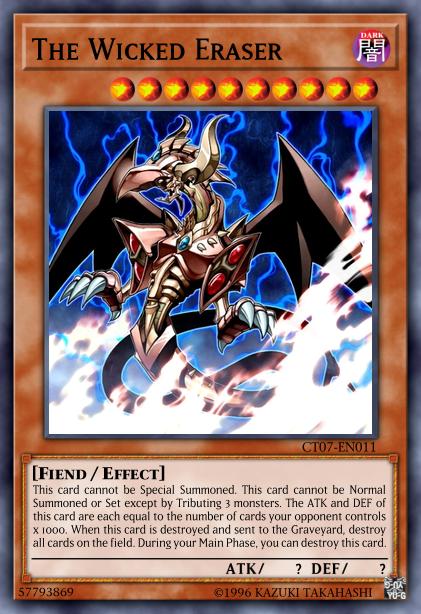 THE WICKED ERASER
DARK
闇
CT07-EN011
[FIEND / EFFECT]
This card cannot be Special Summoned. This card cannot be Normal
Summoned or Set except by Tributing 3 monsters. The ATK and DEF of
this card are each equal to the number of cards your opponent controls
x 1000. When this card is destroyed and sent to the Graveyard, destroy
all cards on the field. During your Main Phase, you can destroy this card.
ATK/ ? DEF/ ?
57793869
©1996 KAZUKI TAKAHASHI